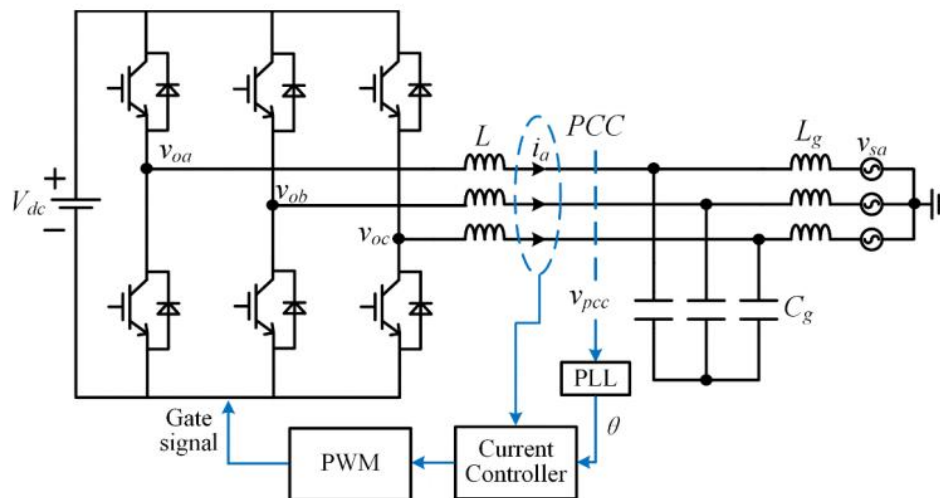 L
i_a
PCC
L_g
v_sa
v_oa
+
V_dc
−
v_ob
v_oc
v_pcc
C_g
PLL
θ
Gate
signal
PWM
Current
Controller